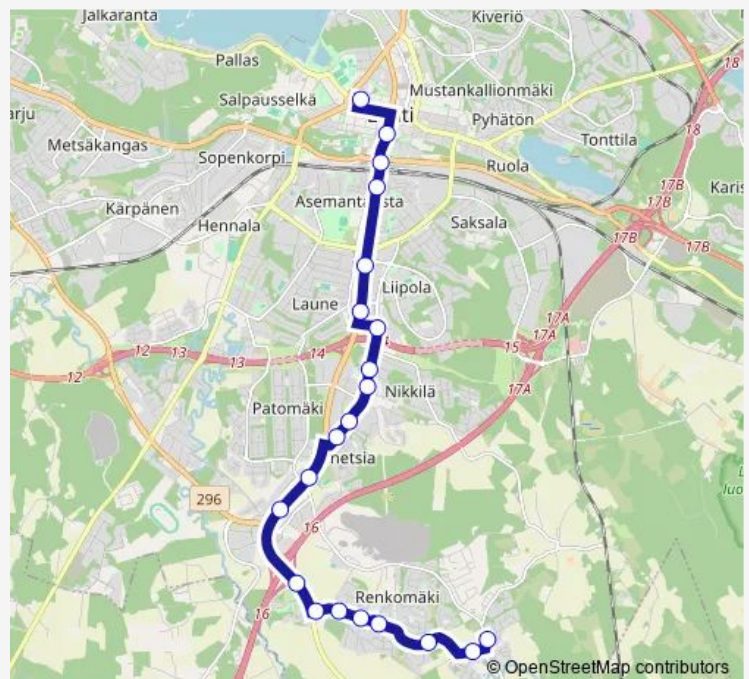 Jalkaranta
Kiveriö
Pallas
18
Salpausselkä
Mustankallionmäki
arju
Pyhätön
18
Metsäkangas
Tonttila
Sopenkorpi
Ruola
17B
Karis
Kärpänen
Asemantausta
17B
Hennala
Saksala
17B
17B
Liipola
Laune
17A
12
13
13
14
15
17A
12
17A
Patomäki
Nikkilä
netsia
296
16
luo
Renkomäki
16
© OpenStreetMap contributors